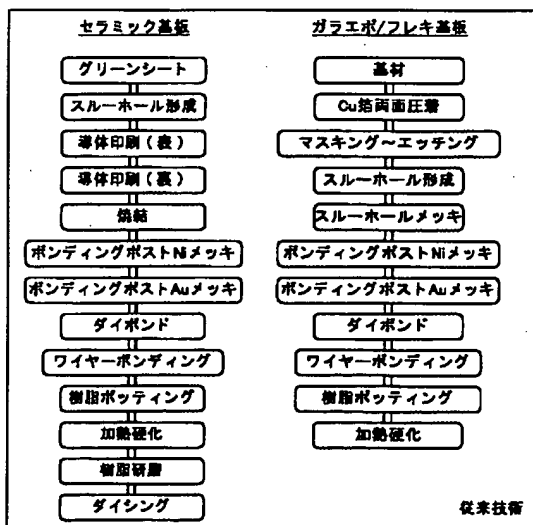 セラミック基板
グリーンシート
スルーホール形成
導体印刷（表）
導体印刷（裏）
焼結
ボンディングポストNiメッキ
ボンディングポストAuメッキ
ダイボンド
ワイヤーボンディング
樹脂ポッティング
加熱硬化
樹脂研磨
ダイシング
ガラエポ/フレキ基板
基材
Cu箔両面圧着
マスキング～エッチング
スルーホール形成
スルーホールメッキ
ボンディングポストNiメッキ
ボンディングポストAuメッキ
ダイボンド
ワイヤーボンディング
樹脂ポッティング
加熱硬化
従来技術